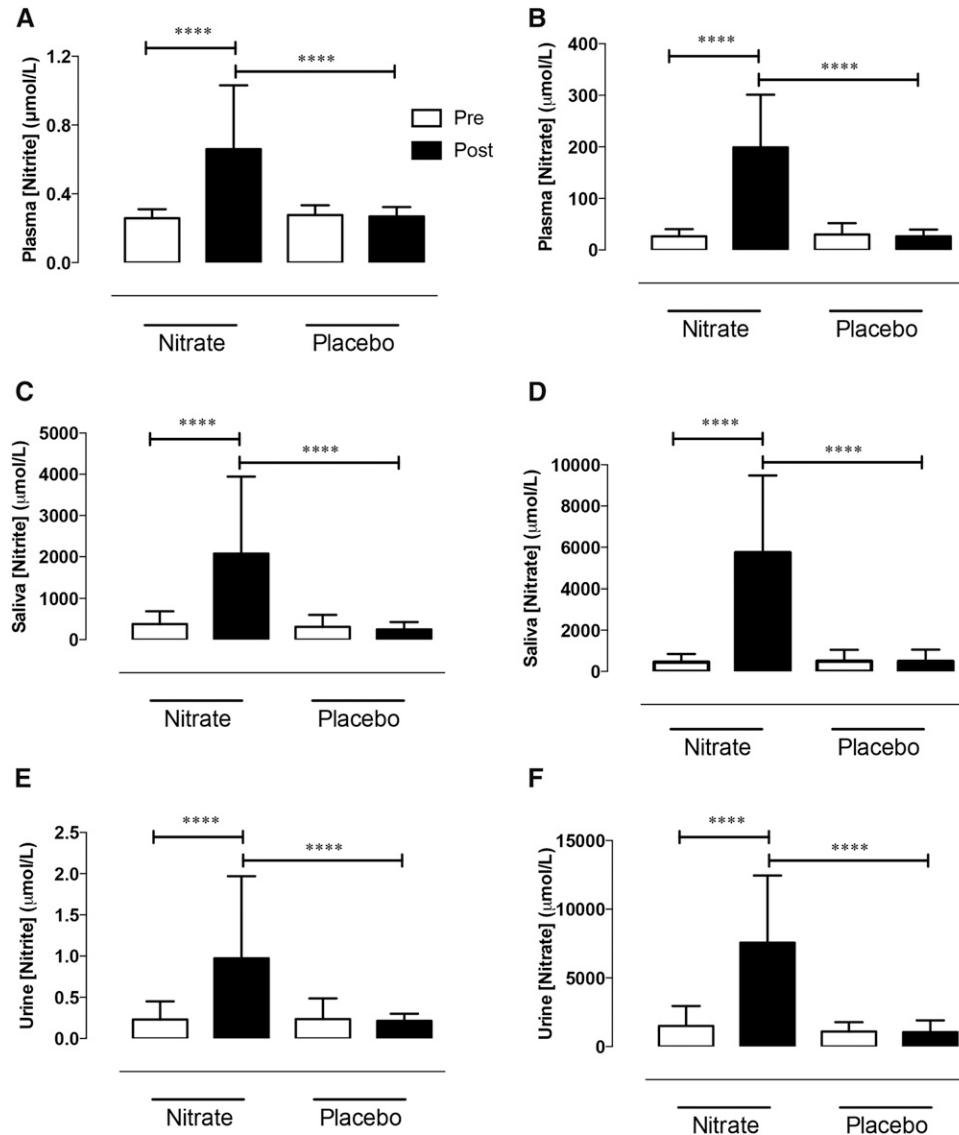 A
B
****
****
****
****
Plasma [Nitrite] (μmol/L)
1.2
0.8
0.4
0.0
Pre
Post
Plasma [Nitrate] (μmol/L)
400
300
200
100
0
Nitrate
Placebo
Nitrate
Placebo
C
D
****
****
****
****
Saliva [Nitrite] (μmol/L)
5000
4000
3000
2000
1000
0
Saliva [Nitrate] (μmol/L)
10000
8000
6000
4000
2000
0
Nitrate
Placebo
Nitrate
Placebo
E
F
****
****
****
****
Urine [Nitrite] (μmol/L)
2.5
2.0
1.5
1.0
0.5
0.0
Urine [Nitrate] (μmol/L)
15000
10000
5000
0
Nitrate
Placebo
Nitrate
Placebo